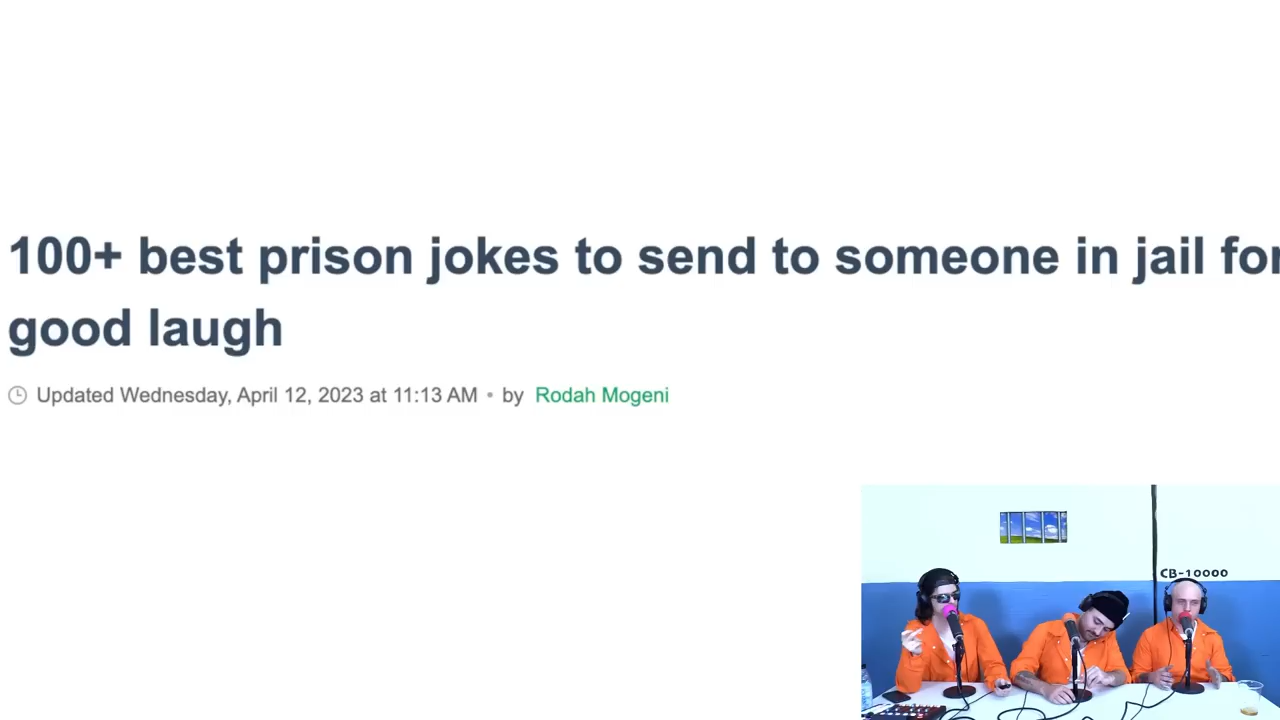 100+ best prison jokes to send to someone in jail for
good laugh
Updated Wednesday, April 12, 2023 at 11:13 AM • by Rodah Mogeni
CB-10000